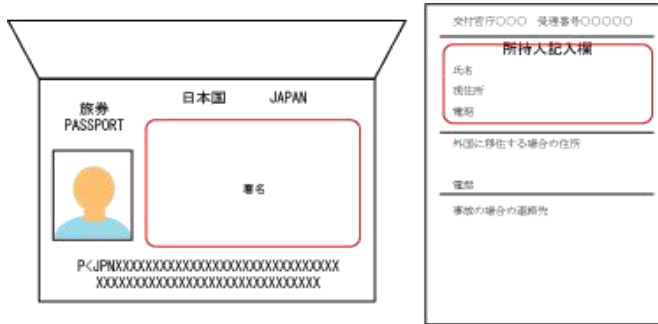 旅券
PASSPORT
日本国 JAPAN
署名
P<JPNXXXXXXXXXXXXXXXXXXXXXXXXXXXXXX
XXXXXXXXXXXXXXXXXXXXXXXXXXXXXX
交付官庁〇〇〇 受理番号〇〇〇〇〇
所持人記入欄
氏名
現住所
電話
外国に移住する場合の住所
電話
事故の場合の連絡先